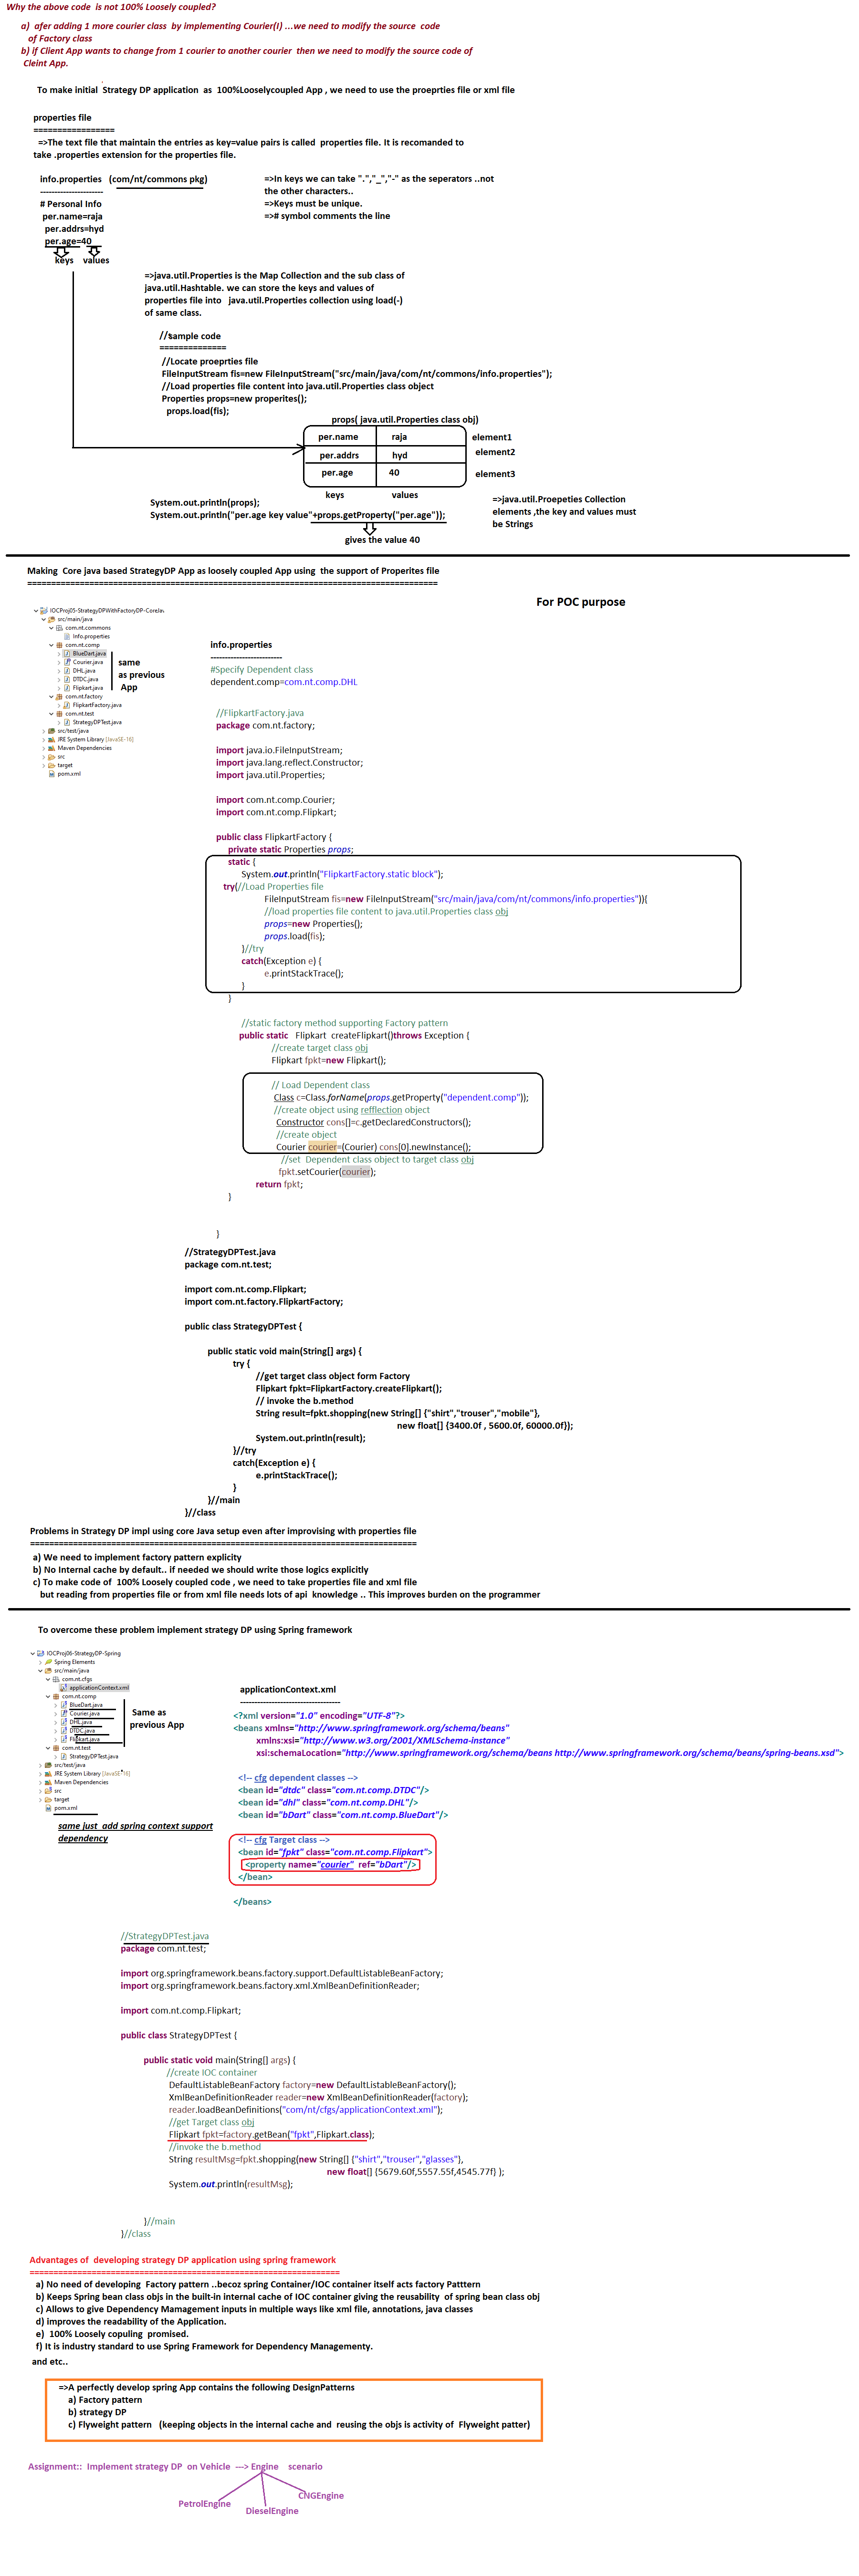 Why the above code  is not 100% Loosely coupled?
a)  afer adding 1 more courier class  by implementing Courier(I) ...we need to modify the source  code
of Factory class
b) if Client App wants to change from 1 courier to another courier  then we need to modify the source code of
Cleint App.
To make initial  Strategy DP application  as  100%Looselycoupled App , we need to use the proeprties file or xml file
properties file
=================
=>The text file that maintain the entries as key=value pairs is called  properties file. It is recomanded to
take .properties extension for the properties file.
info.properties   (com/nt/commons pkg)
----------------------
# Personal Info
per.name=raja
per.addrs=hyd
per.age=40
keys    values
=>In keys we can take ".","_","-" as the seperators ..not
the other characters..
=>Keys must be unique.
=># symbol comments the line
=>java.util.Properties is the Map Collection and the sub class of
java.util.Hashtable. we can store the keys and values of
properties file into   java.util.Properties collection using load(-)
of same class.
//sample code
==============
//Locate proeprties file
FileInputStream fis=new FileInputStream("src/main/java/com/nt/commons/info.properties");
//Load properties file content into java.util.Properties class object
Properties props=new properites();
props.load(fis);
props( java.util.Properties class obj)
per.name   raja   element1
per.addrs   hyd   element2
per.age   40   element3
keys   values
System.out.println(props);
System.out.println("per.age key value"+props.getProperty("per.age"));
gives the value 40
=>java.util.Proepeties Collection
elements ,the key and values must
be Strings
Making  Core java based StrategyDP App as loosely coupled App using  the support of Properites file
======================================================================================
For POC purpose
IOCProj05-StrategyDPWithFactoryDP-CoreJav
src/main/java
com.nt.commons
Info.properties
com.nt.comp
BlueDart.java
Courier.java
DHL.java
DTDC.java
Flipkart.java
com.nt.factory
FlipkartFactory.java
com.nt.test
StrategyDPTest.java
src/test/java
JRE System Library [JavaSE-16]
Maven Dependencies
src
target
pom.xml
same
as previous
App
info.properties
-------------------------
#Specify Dependent class
dependent.comp=com.nt.comp.DHL
//FlipkartFactory.java
package com.nt.factory;
import java.io.FileInputStream;
import java.lang.reflect.Constructor;
import java.util.Properties;
import com.nt.comp.Courier;
import com.nt.comp.Flipkart;
public class FlipkartFactory {
private static Properties props;
static {
System.out.println("FlipkartFactory.static block");
try(//Load Properties file
FileInputStream fis=new FileInputStream("src/main/java/com/nt/commons/info.properties")){
//load properties file content to java.util.Properties class obj
props=new Properties();
props.load(fis);
}//try
catch(Exception e) {
e.printStackTrace();
}
}
//static factory method supporting Factory pattern
public static   Flipkart  createFlipkart()throws Exception {
//create target class obj
Flipkart fpkt=new Flipkart();
// Load Dependent class
Class c=Class.forName(props.getProperty("dependent.comp"));
//create object using refflection object
Constructor cons[]=c.getDeclaredConstructors();
//create object
Courier courier=(Courier) cons[0].newInstance();
//set  Dependent class object to target class obj
fpkt.setCourier(courier);
return fpkt;
}
}
//StrategyDPTest.java
package com.nt.test;
import com.nt.comp.Flipkart;
import com.nt.factory.FlipkartFactory;
public class StrategyDPTest {
public static void main(String[] args) {
try {
//get target class object form Factory
Flipkart fpkt=FlipkartFactory.createFlipkart();
// invoke the b.method
String result=fpkt.shopping(new String[] {"shirt","trouser","mobile"},
new float[] {3400.0f , 5600.0f, 60000.0f});
System.out.println(result);
}//try
catch(Exception e) {
e.printStackTrace();
}
}//main
}//class
Problems in Strategy DP impl using core Java setup even after improvising with properties file
=================================================================================
a) We need to implement factory pattern explicity
b) No Internal cache by default.. if needed we should write those logics explicitly
c) To make code of  100% Loosely coupled code , we need to take properties file and xml file
but reading from properties file or from xml file needs lots of api  knowledge .. This improves burden on the programmer
To overcome these problem implement strategy DP using Spring framework
IOCProj06-StrategyDP-Spring
Spring Elements
src/main/java
com.nt.cfgs
applicationContext.xml
com.nt.comp
BlueDart.java
Courier.java
DHL.java
DTDC.java
Flipkart.java
com.nt.test
StrategyDPTest.java
src/test/java
JRE System Library [JavaSE-16]
Maven Dependencies
src
target
pom.xml
Same as
previous App
same just  add spring context support
dependency
applicationContext.xml
-----------------------------------
<?xml version="1.0" encoding="UTF-8"?>
<beans xmlns="http://www.springframework.org/schema/beans"
xmlns:xsi="http://www.w3.org/2001/XMLSchema-instance"
xsi:schemaLocation="http://www.springframework.org/schema/beans http://www.springframework.org/schema/beans/spring-beans.xsd">
<!-- cfg dependent classes -->
<bean id="dtdc" class="com.nt.comp.DTDC"/>
<bean id="dhl" class="com.nt.comp.DHL"/>
<bean id="bDart" class="com.nt.comp.BlueDart"/>
<!-- cfg Target class -->
<bean id="fpkt" class="com.nt.comp.Flipkart">
<property name="courier"  ref="bDart"/>
</bean>
</beans>
//StrategyDPTest.java
package com.nt.test;
import org.springframework.beans.factory.support.DefaultListableBeanFactory;
import org.springframework.beans.factory.xml.XmlBeanDefinitionReader;
import com.nt.comp.Flipkart;
public class StrategyDPTest {
public static void main(String[] args) {
//create IOC container
DefaultListableBeanFactory factory=new DefaultListableBeanFactory();
XmlBeanDefinitionReader reader=new XmlBeanDefinitionReader(factory);
reader.loadBeanDefinitions("com/nt/cfgs/applicationContext.xml");
//get Target class obj
Flipkart fpkt=factory.getBean("fpkt",Flipkart.class);
//invoke the b.method
String resultMsg=fpkt.shopping(new String[] {"shirt","trouser","glasses"},
new float[] {5679.60f,5557.55f,4545.77f} );
System.out.println(resultMsg);
}//main
}//class
Advantages of  developing strategy DP application using spring framework
=================================================================
a) No need of developing  Factory pattern ..becoz spring Container/IOC container itself acts factory Patttern
b) Keeps Spring bean class objs in the built-in internal cache of IOC container giving the reusability  of spring bean class obj
c) Allows to give Dependency Mamagement inputs in multiple ways like xml file, annotations, java classes
d) improves the readability of the Application.
e)  100% Loosely copuling  promised.
f) It is industry standard to use Spring Framework for Dependency Managementy.
and etc..
=>A perfectly develop spring App contains the following DesignPatterns
a) Factory pattern
b) strategy DP
c) Flyweight pattern   (keeping objects in the internal cache and  reusing the objs is activity of  Flyweight patter)
Assignment::  Implement strategy DP  on Vehicle  ---> Engine    scenario
PetrolEngine
DieselEngine
CNGEngine